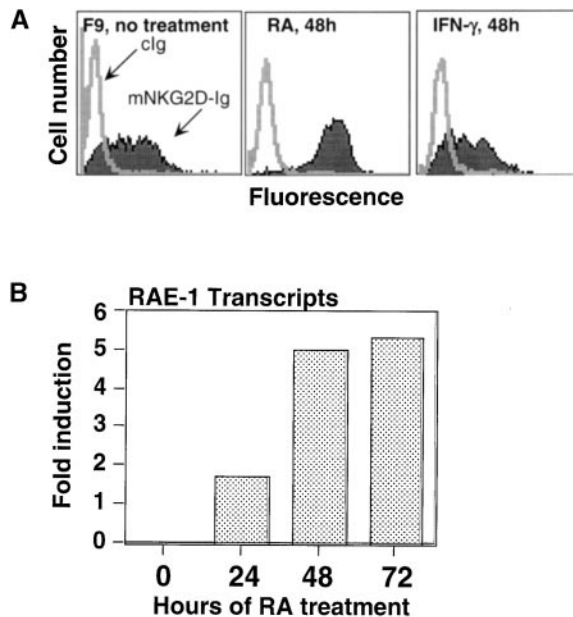 A
F9, no treatment
RA, 48h
IFN-γ, 48h
cIg
mNKG2D-Ig
Cell number
Fluorescence
B
RAE-1 Transcripts
Fold induction
6
5
4
3
2
1
0
0 24 48 72
Hours of RA treatment